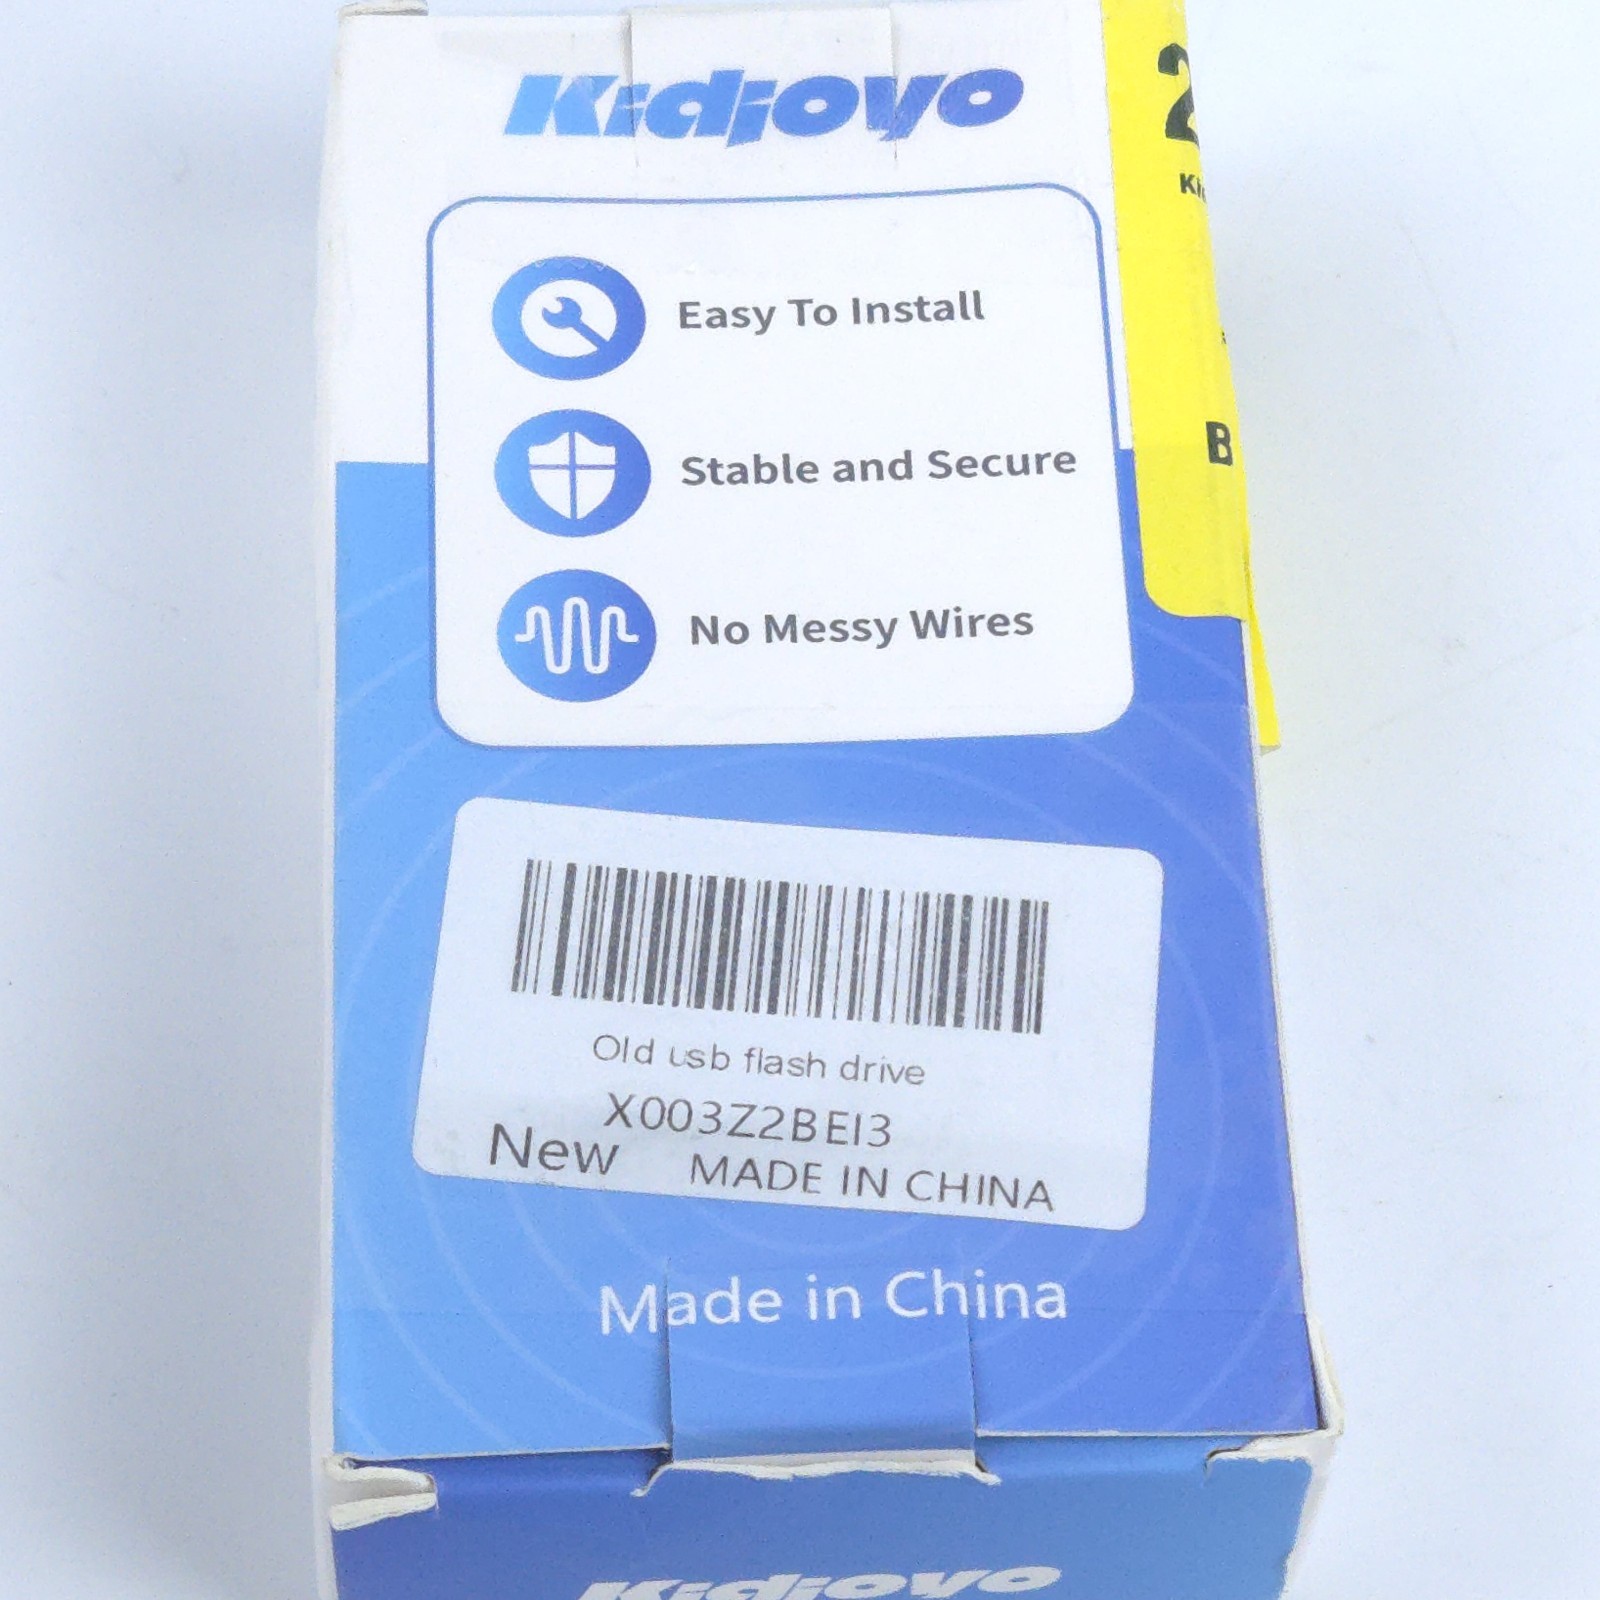 Kidjoyo
Easy To Install
Stable and Secure
No Messy Wires
B
Old usb flash drive
X003Z2BEI3
New MADE IN CHINA
Made in China
Kidjoyo